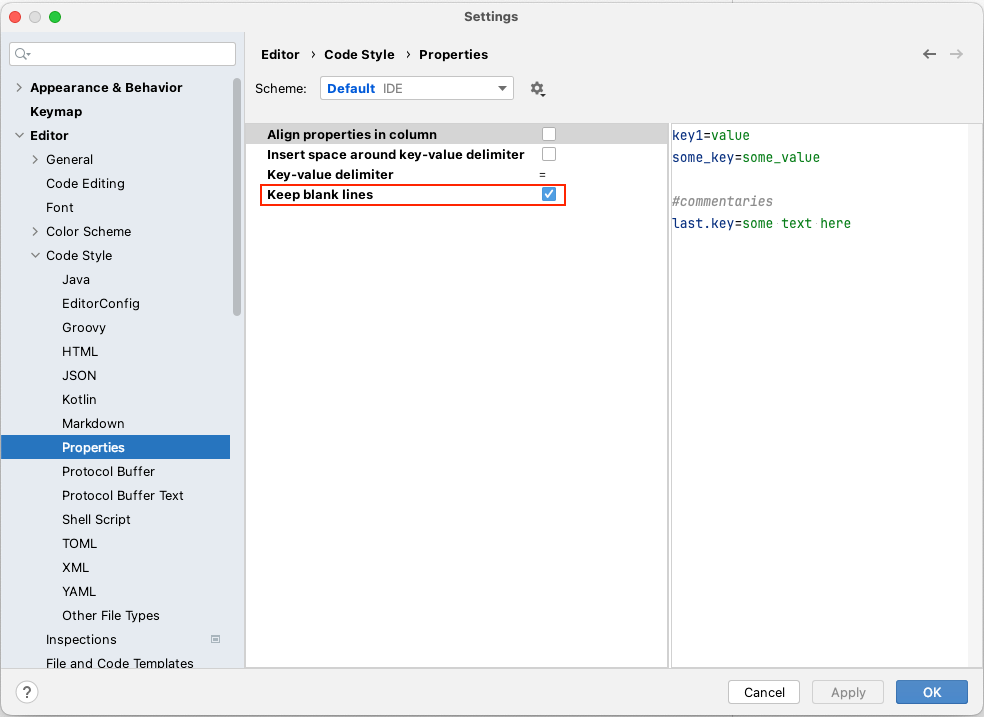 Settings
Editor › Code Style › Properties
Scheme: Default IDE
Appearance & Behavior
Keymap
Editor
General
Code Editing
Font
Color Scheme
Code Style
Java
EditorConfig
Groovy
HTML
JSON
Kotlin
Markdown
Properties
Protocol Buffer
Protocol Buffer Text
Shell Script
TOML
XML
YAML
Other File Types
Inspections
File and Code Templates
Align properties in column
Insert space around key-value delimiter
Key-value delimiter =
Keep blank lines
key1=value
some_key=some_value
#commentaries
last.key=some text here
?
Cancel
Apply
OK